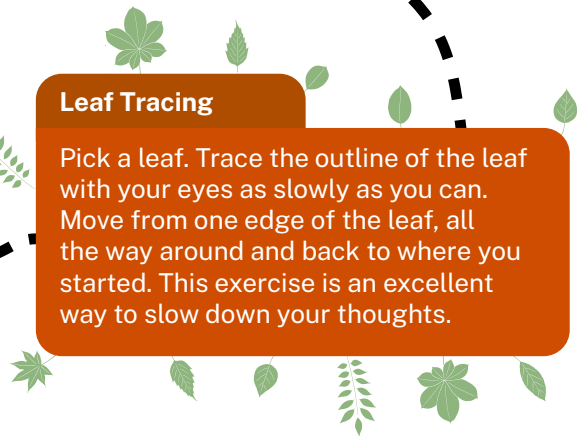 Leaf Tracing
Pick a leaf. Trace the outline of the leaf
with your eyes as slowly as you can.
Move from one edge of the leaf, all
the way around and back to where you
started. This exercise is an excellent
way to slow down your thoughts.